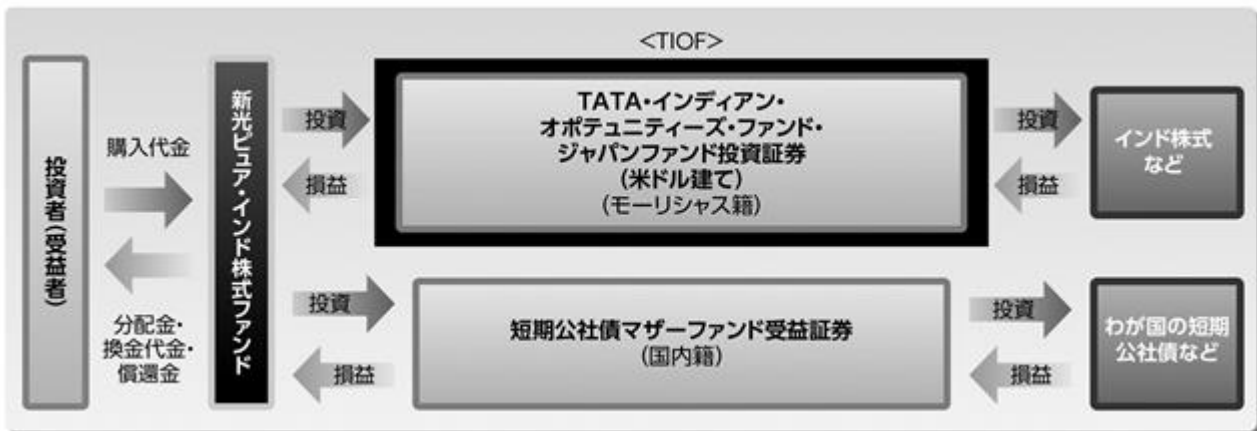 <TIOF>
投資者(受益者)
購入代金
分配金・
換金代金・
償還金
新光ピュア・インド株式ファンド
投資
損益
TATA・インディアン・
オポテュニティーズ・ファンド・
ジャパンファンド投資証券
(米ドル建て)
(モーリシャス籍)
投資
損益
インド株式
など
投資
損益
短期公社債マザーファンド受益証券
(国内籍)
投資
損益
わが国の短期
公社債など